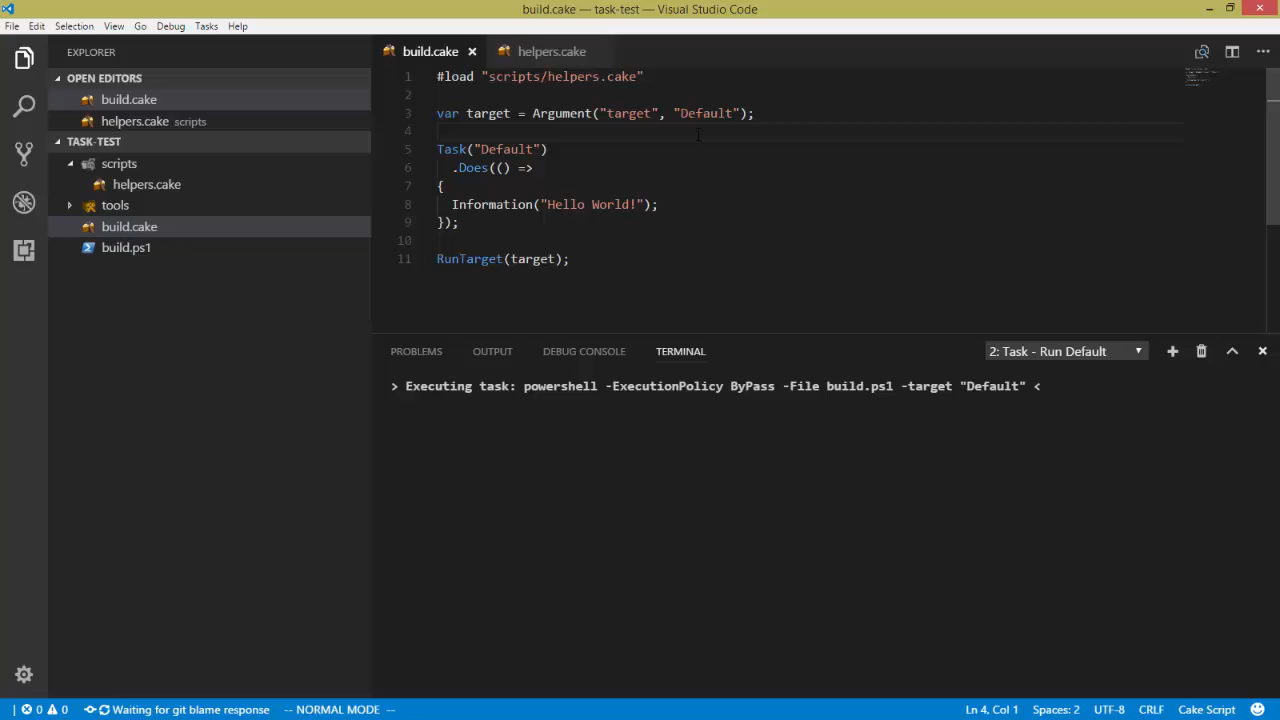 build.cake — task-test — Visual Studio Code
File Edit Selection View Go Debug Tasks Help
EXPLORER
OPEN EDITORS
build.cake
helpers.cake scripts
TASK-TEST
scripts
helpers.cake
tools
build.cake
build.ps1
build.cake helpers.cake
1 #load "scripts/helpers.cake"
2
3 var target = Argument("target", "Default");
4
5 Task("Default")
6 .Does(() =>
7 {
8 Information("Hello World!");
9 });
10
11 RunTarget(target);
PROBLEMS OUTPUT DEBUG CONSOLE TERMINAL 2: Task - Run Default
> Executing task: powershell -ExecutionPolicy ByPass -File build.ps1 -target "Default" <
0 0 Waiting for git blame response -- NORMAL MODE -- Ln 4, Col 1 Spaces: 2 UTF-8 CRLF Cake Script